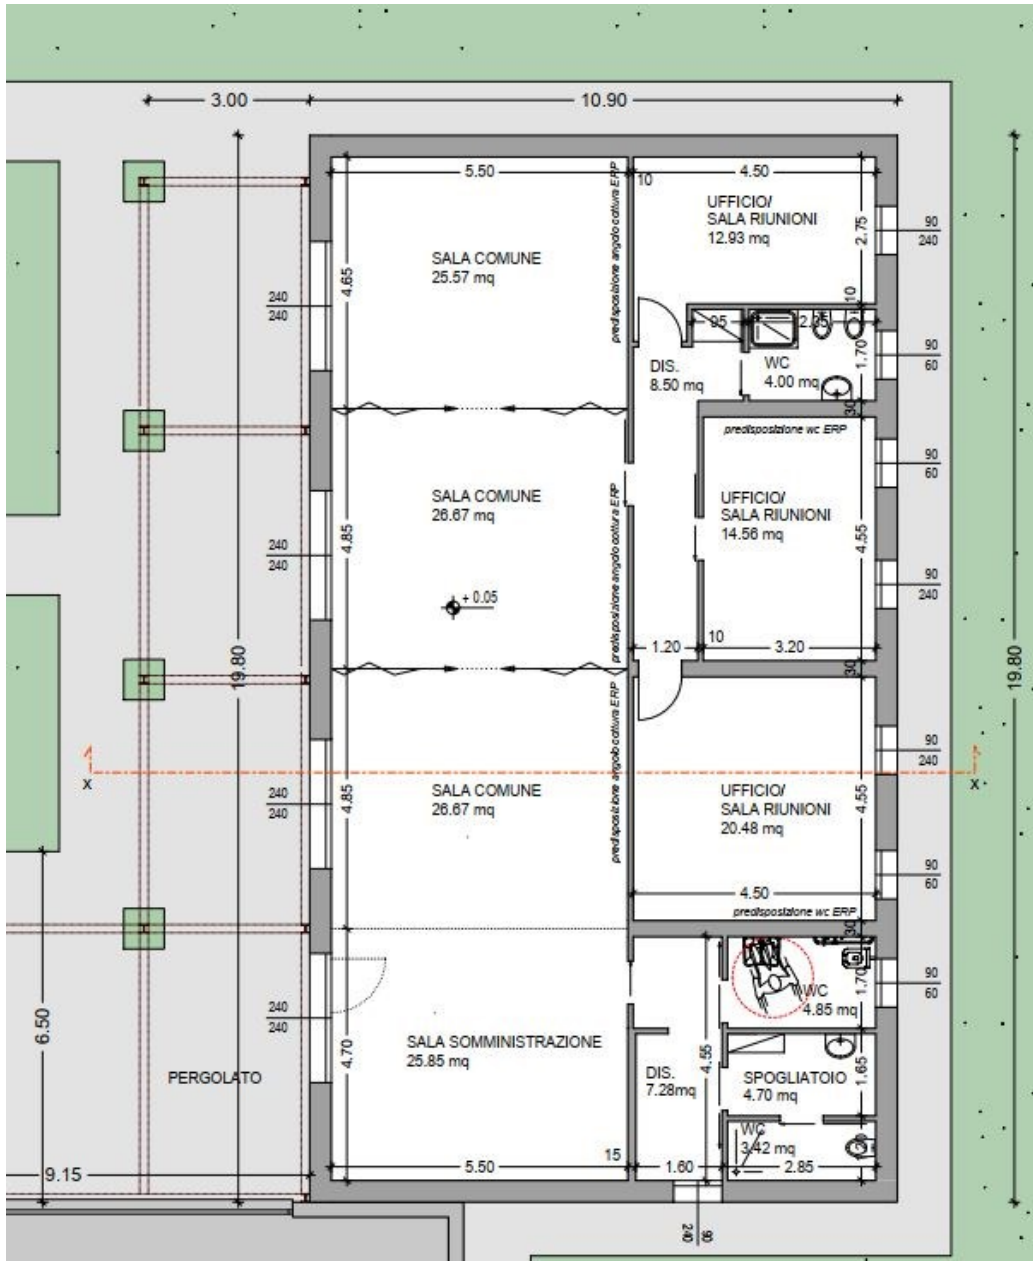 3.00
10.90
5.50
4.50
10
UFFICIO/
SALA RIUNIONI
12.93 mq
2.75
90
240
predisposizione angolo cottura ERP
SALA COMUNE
25.57 mq
4.65
240
240
10
95
2.35
DIS.
8.50 mq
WC
4.00 mq
1.70
90
60
30
predisposizione wc ERP
90
60
SALA COMUNE
26.67 mq
4.85
predisposizione angolo cottura ERP
UFFICIO/
SALA RIUNIONI
14.56 mq
4.55
240
240
90
240
+ 0.05
19.80
19.80
1.20
10
3.20
30
predisposizione angolo cottura ERP
90
240
1
1
x
x
SALA COMUNE
26.67 mq
4.85
240
240
UFFICIO/
SALA RIUNIONI
20.48 mq
4.55
90
60
4.50
predisposizione wc ERP
30
6.50
WC
4.85 mq
1.70
90
60
240
240
SALA SOMMINISTRAZIONE
25.85 mq
4.70
PERGOLATO
DIS.
7.28mq
4.55
SPOGLIATOIO
4.70 mq
1.65
WC
3.42 mq
9.15
5.50
15
1.60
2.85
90
240